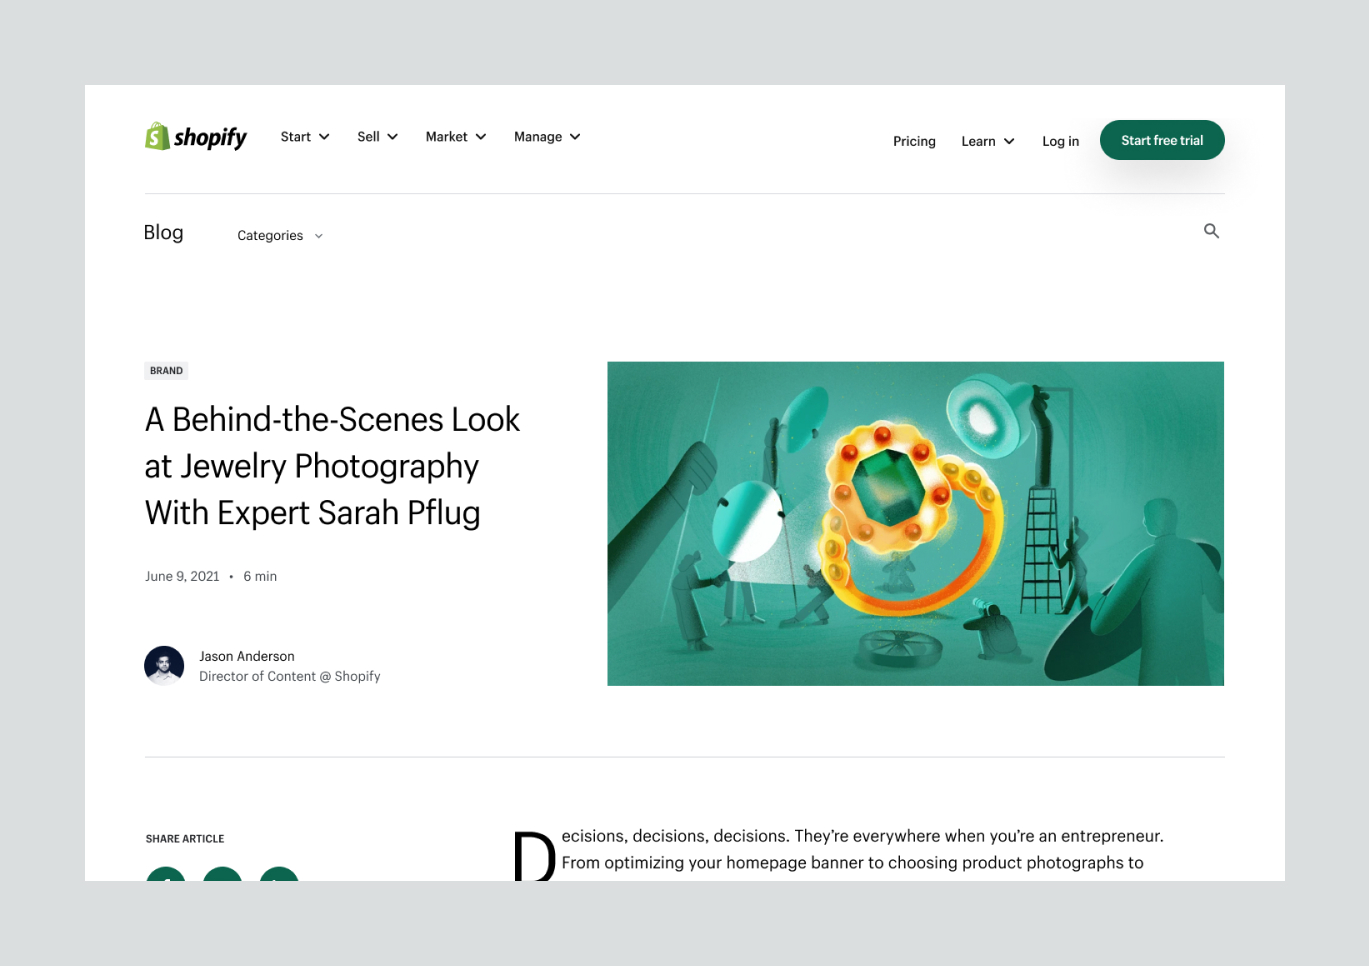 shopify Start Sell Market Manage Pricing Learn Log in Start free trial
Blog Categories
BRAND
A Behind-the-Scenes Look
at Jewelry Photography
With Expert Sarah Pflug
June 9, 2021 • 6 min
Jason Anderson
Director of Content @ Shopify
SHARE ARTICLE
Decisions, decisions, decisions. They’re everywhere when you’re an entrepreneur.
From optimizing your homepage banner to choosing product photographs to